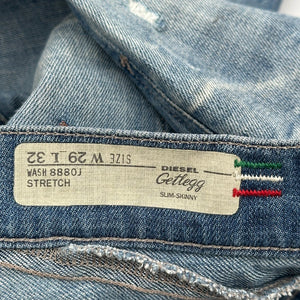 SIZE W 29 L 32
WASH 8880J
STRETCH
DIESEL
Getlegg
SLIM-SKINNY